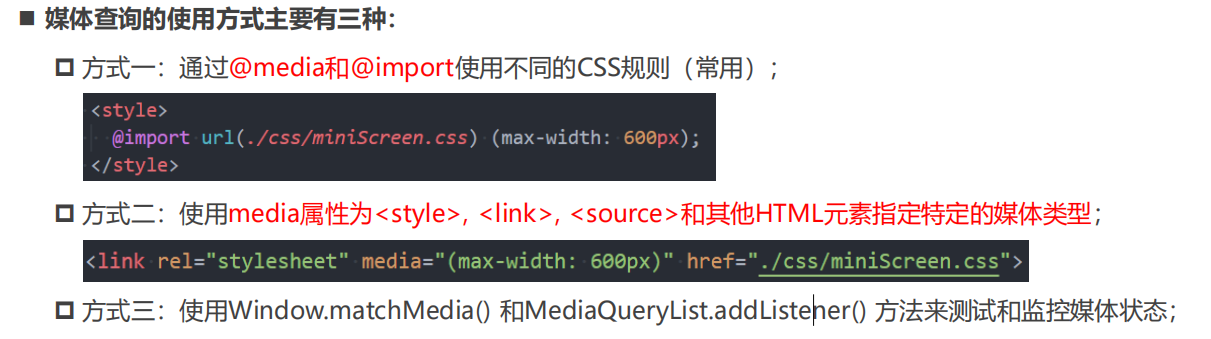 媒体查询的使用方式主要有三种：
方式一：通过@media和@import使用不同的CSS规则（常用）；
<style>
@import url(./css/miniScreen.css) (max-width: 600px);
</style>
方式二：使用media属性为<style>, <link>, <source>和其他HTML元素指定特定的媒体类型；
<link rel="stylesheet" media="(max-width: 600px)" href="./css/miniScreen.css">
方式三：使用Window.matchMedia() 和MediaQueryList.addListener() 方法来测试和监控媒体状态；